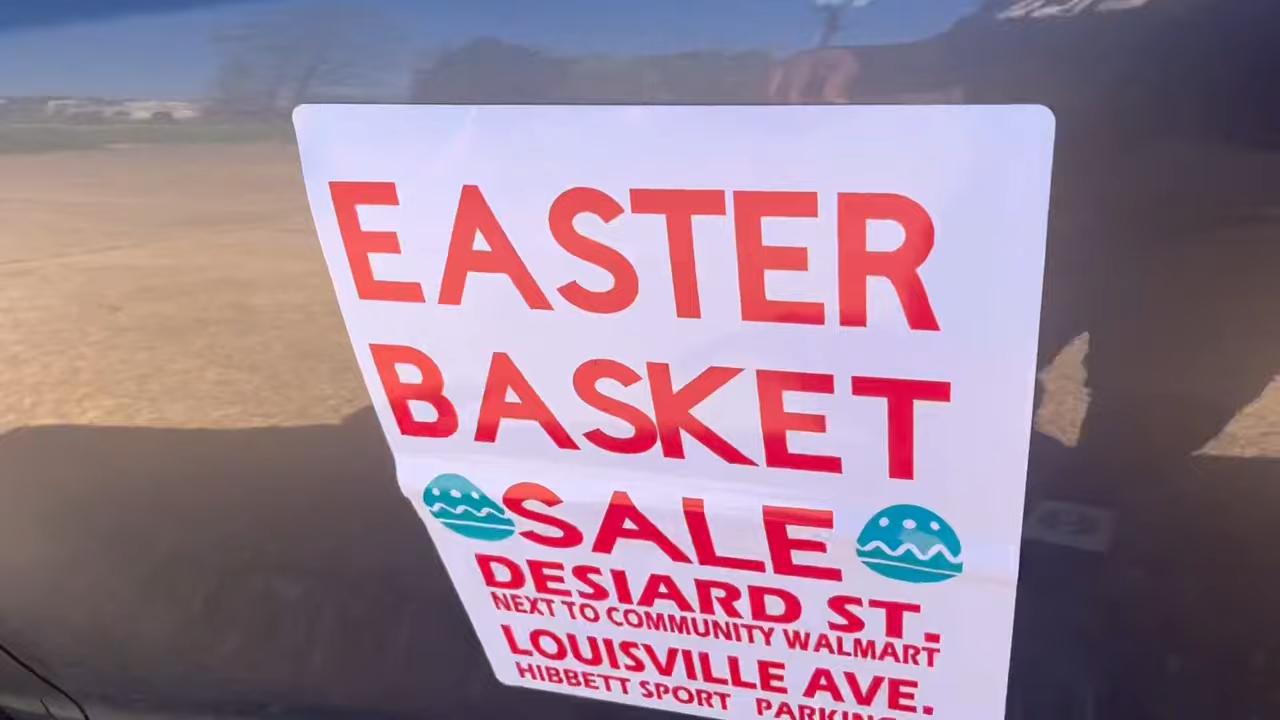 EASTER
BASKET
SALE
DESIARD ST.
NEXT TO COMMUNITY WALMART
LOUISVILLE AVE.
HIBBETT SPORT